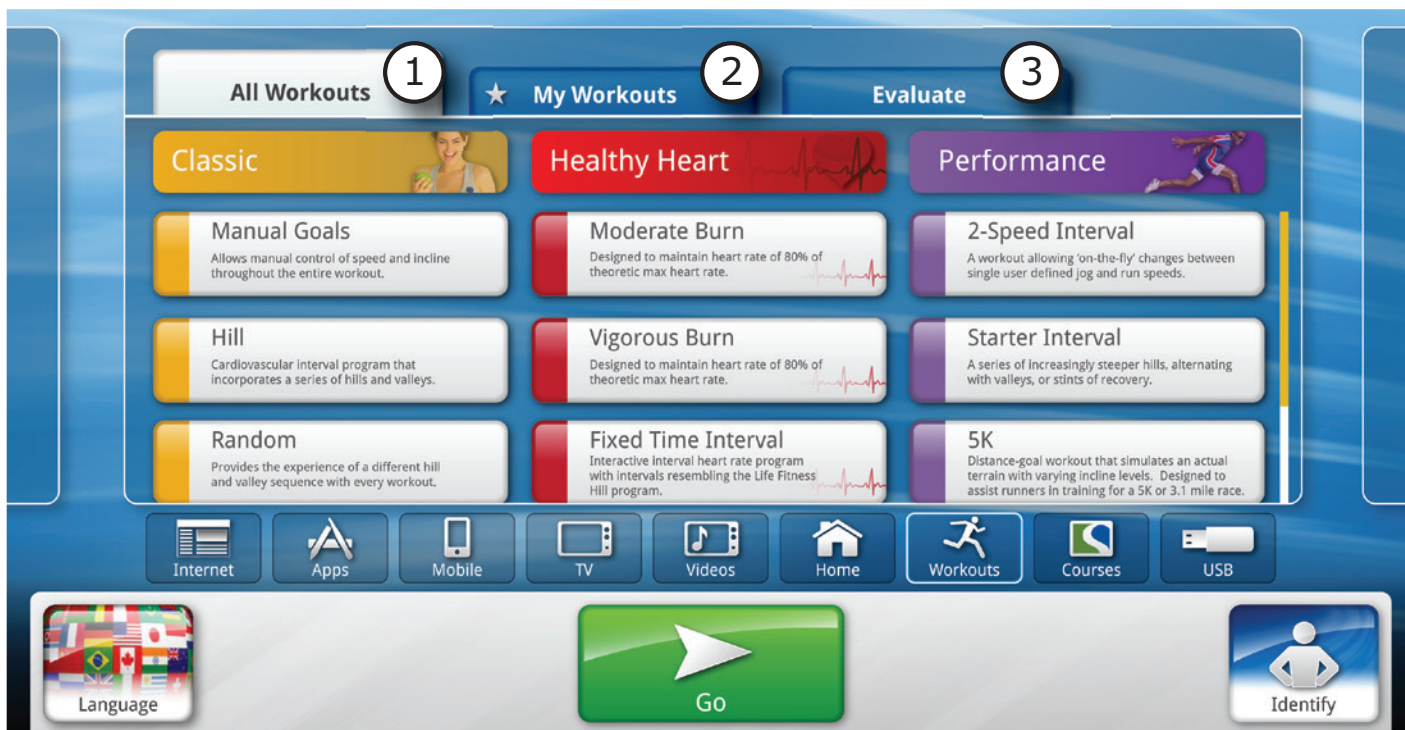 1
2
3
All Workouts
My Workouts
Evaluate
Classic
Healthy Heart
Performance
Manual Goals
Allows manual control of speed and incline
throughout the entire workout.
Moderate Burn
Designed to maintain heart rate of 80% of
theoretic max heart rate.
2-Speed Interval
A workout allowing ‘on-the-fly’ changes between
single user defined jog and run speeds.
Hill
Cardiovascular interval program that
incorporates a series of hills and valleys.
Vigorous Burn
Designed to maintain heart rate of 80% of
theoretic max heart rate.
Starter Interval
A series of increasingly steeper hills, alternating
with valleys, or stints of recovery.
Random
Provides the experience of a different hill
and valley sequence with every workout.
Fixed Time Interval
Interactive interval heart rate program
with intervals resembling the Life Fitness
Hill program.
5K
Distance-goal workout that simulates an actual
terrain with varying incline levels. Designed to
assist runners in training for a 5K or 3.1 mile race.
Internet
Apps
Mobile
TV
Videos
Home
Workouts
Courses
USB
Language
Go
Identify